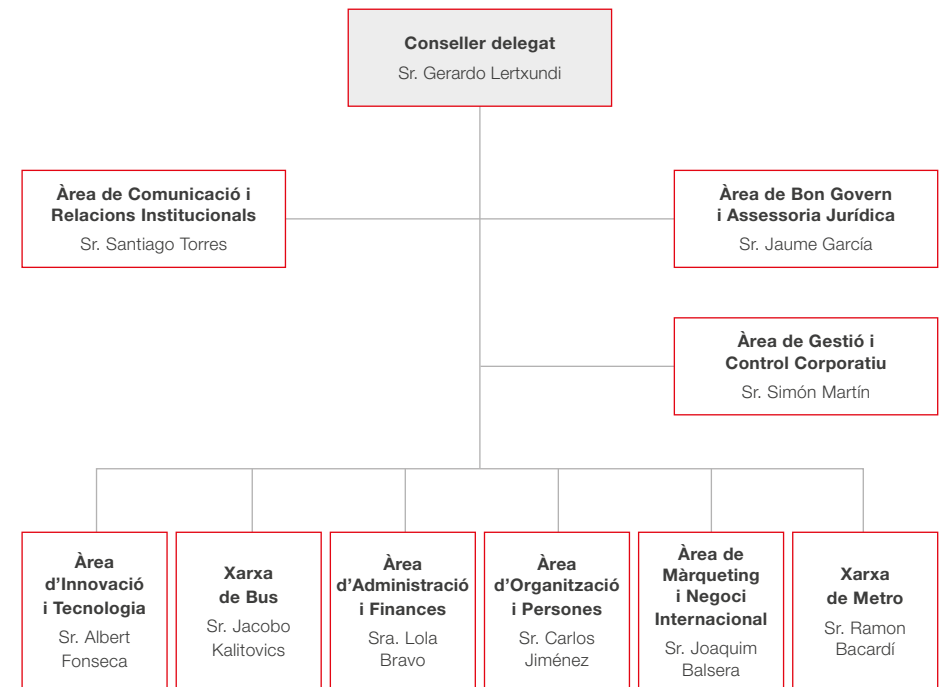 Conseller delegat
Sr. Gerardo Lertxundi
Àrea de Comunicació i
Relacions Institucionals
Sr. Santiago Torres
Àrea de Bon Govern
i Assessoria Jurídica
Sr. Jaume García
Àrea de Gestió i
Control Corporatiu
Sr. Simón Martín
Àrea
d’Innovació
i Tecnologia
Sr. Albert
Fonseca
Xarxa
de Bus
Sr. Jacobo
Kalitovics
Àrea
d’Administració
i Finances
Sra. Lola
Bravo
Àrea
d’Organització
i Persones
Sr. Carlos
Jiménez
Àrea de
Màrqueting
i Negoci
Internacional
Sr. Joaquim
Balsera
Xarxa
de Metro
Sr. Ramon
Bacardí